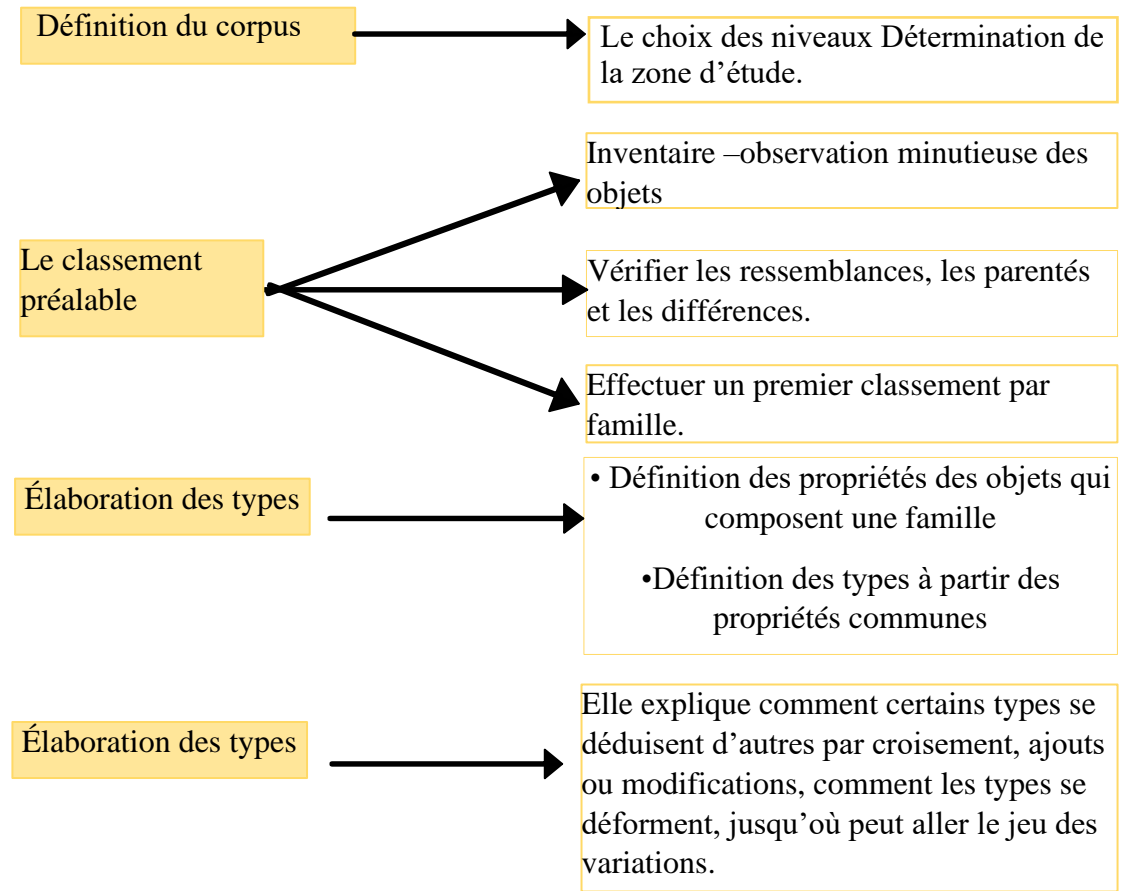 Définition du corpus
Le choix des niveaux Détermination de
la zone d’étude.
Le classement
préalable
Inventaire –observation minutieuse des
objets
Vérifier les ressemblances, les parentés
et les différences.
Effectuer un premier classement par
famille.
Élaboration des types
• Définition des propriétés des objets qui
composent une famille
•Définition des types à partir des
propriétés communes
Élaboration des types
Elle explique comment certains types se
déduisent d’autres par croisement, ajouts
ou modifications, comment les types se
déforment, jusqu’où peut aller le jeu des
variations.